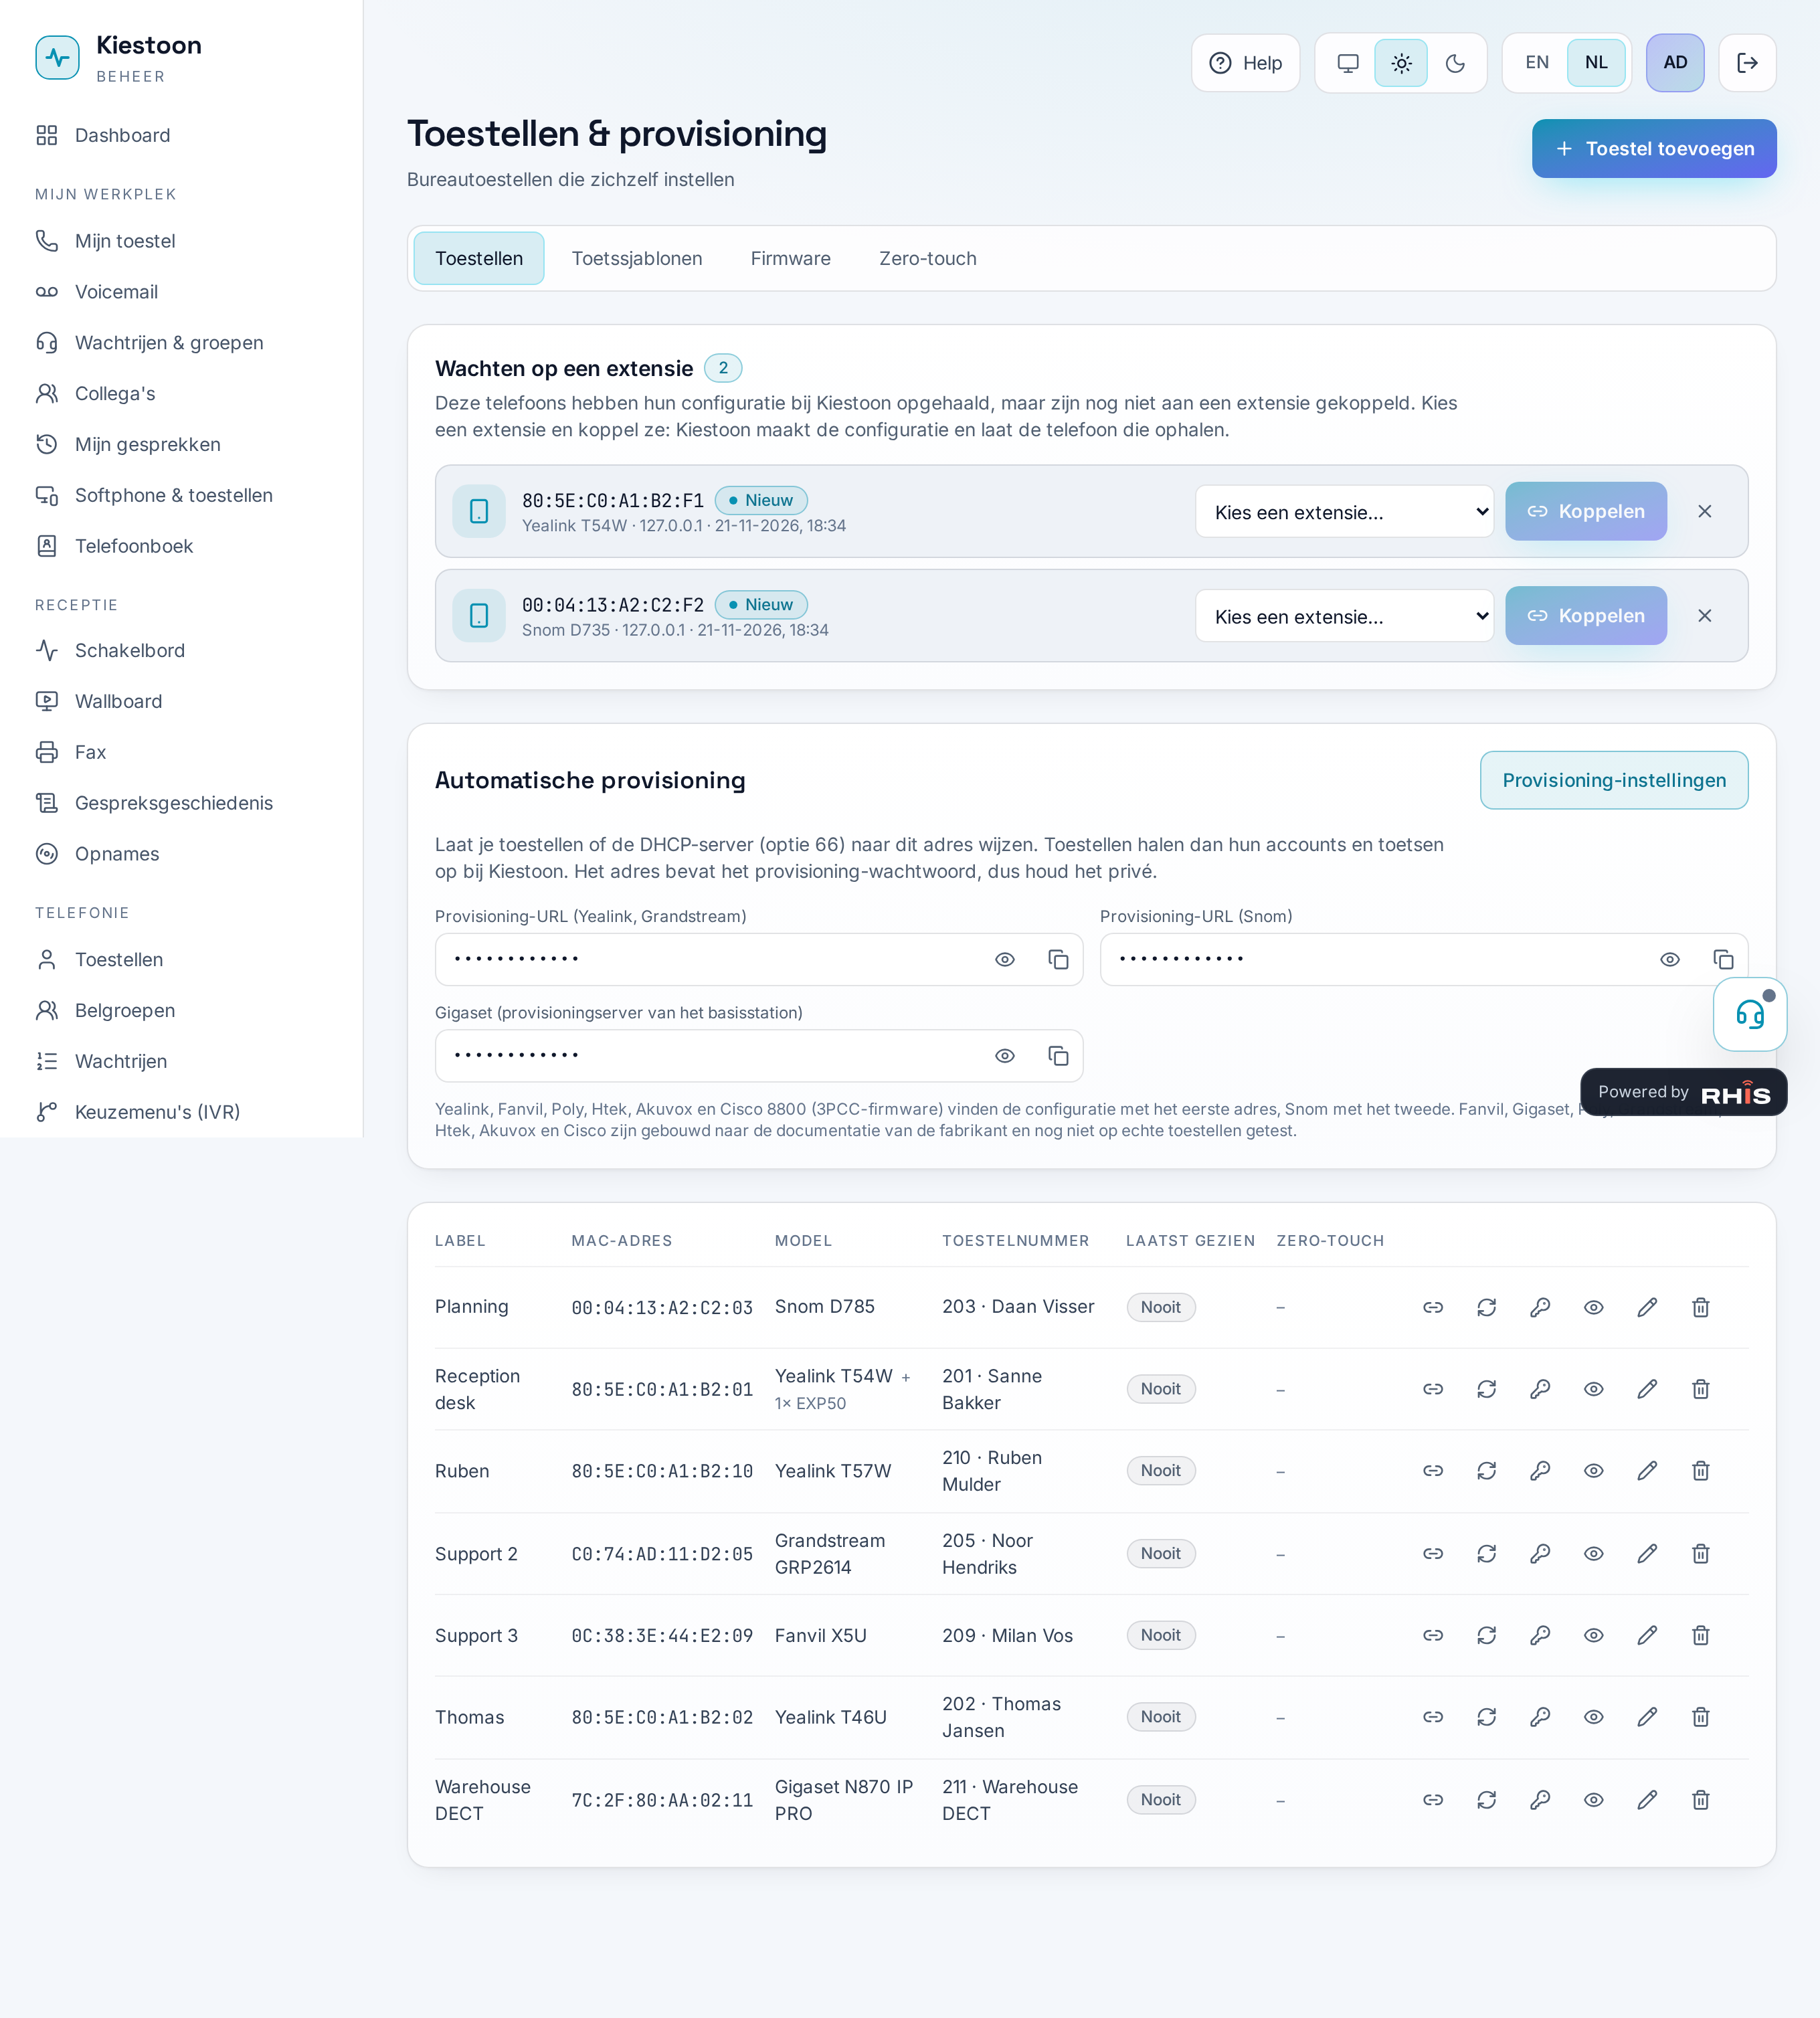 Kiestoon
BEHEER
Dashboard
MIJN WERKPLEK
Mijn toestel
Voicemail
Wachtrijen & groepen
Collega's
Mijn gesprekken
Softphone & toestellen
Telefoonboek
RECEPTIE
Schakelbord
Wallboard
Fax
Gespreksgeschiedenis
Opnames
TELEFONIE
Toestellen
Belgroepen
Wachtrijen
Keuzemenu's (IVR)
Help
EN NL
AD
Toestellen & provisioning
Bureautoestellen die zichzelf instellen
Toestel toevoegen
Toestellen Toetssjablonen Firmware Zero-touch
Wachten op een extensie 2
Deze telefoons hebben hun configuratie bij Kiestoon opgehaald, maar zijn nog niet aan een extensie gekoppeld. Kies
een extensie en koppel ze: Kiestoon maakt de configuratie en laat de telefoon die ophalen.
80:5E:C0:A1:B2:F1 Nieuw
Yealink T54W · 127.0.0.1 · 21-11-2026, 18:34
Kies een extensie... Koppelen
00:04:13:A2:C2:F2 Nieuw
Snom D735 · 127.0.0.1 · 21-11-2026, 18:34
Kies een extensie... Koppelen
Automatische provisioning
Provisioning-instellingen
Laat je toestellen of de DHCP-server (optie 66) naar dit adres wijzen. Toestellen halen dan hun accounts en toetsen
op bij Kiestoon. Het adres bevat het provisioning-wachtwoord, dus houd het privé.
Provisioning-URL (Yealink, Grandstream)
••••••••••••
Provisioning-URL (Snom)
••••••••••••
Gigaset (provisioningserver van het basisstation)
••••••••••••
Yealink, Fanvil, Poly, Htek, Akuvox en Cisco 8800 (3PCC-firmware) vinden de configuratie met het eerste adres, Snom met het tweede. Fanvil, Gigaset,
Htek, Akuvox en Cisco zijn gebouwd naar de documentatie van de fabrikant en nog niet op echte toestellen getest.
Powered by RHIS
LABEL MAC-ADRES MODEL TOESTELNUMMER LAATST GEZIEN ZERO-TOUCH
Planning 00:04:13:A2:C2:03 Snom D785 203 · Daan Visser Nooit –
Reception desk 80:5E:C0:A1:B2:01 Yealink T54W + 1× EXP50 201 · Sanne Bakker Nooit –
Ruben 80:5E:C0:A1:B2:10 Yealink T57W 210 · Ruben Mulder Nooit –
Support 2 C0:74:AD:11:D2:05 Grandstream GRP2614 205 · Noor Hendriks Nooit –
Support 3 0C:38:3E:44:E2:09 Fanvil X5U 209 · Milan Vos Nooit –
Thomas 80:5E:C0:A1:B2:02 Yealink T46U 202 · Thomas Jansen Nooit –
Warehouse DECT 7C:2F:80:AA:02:11 Gigaset N870 IP PRO 211 · Warehouse DECT Nooit –